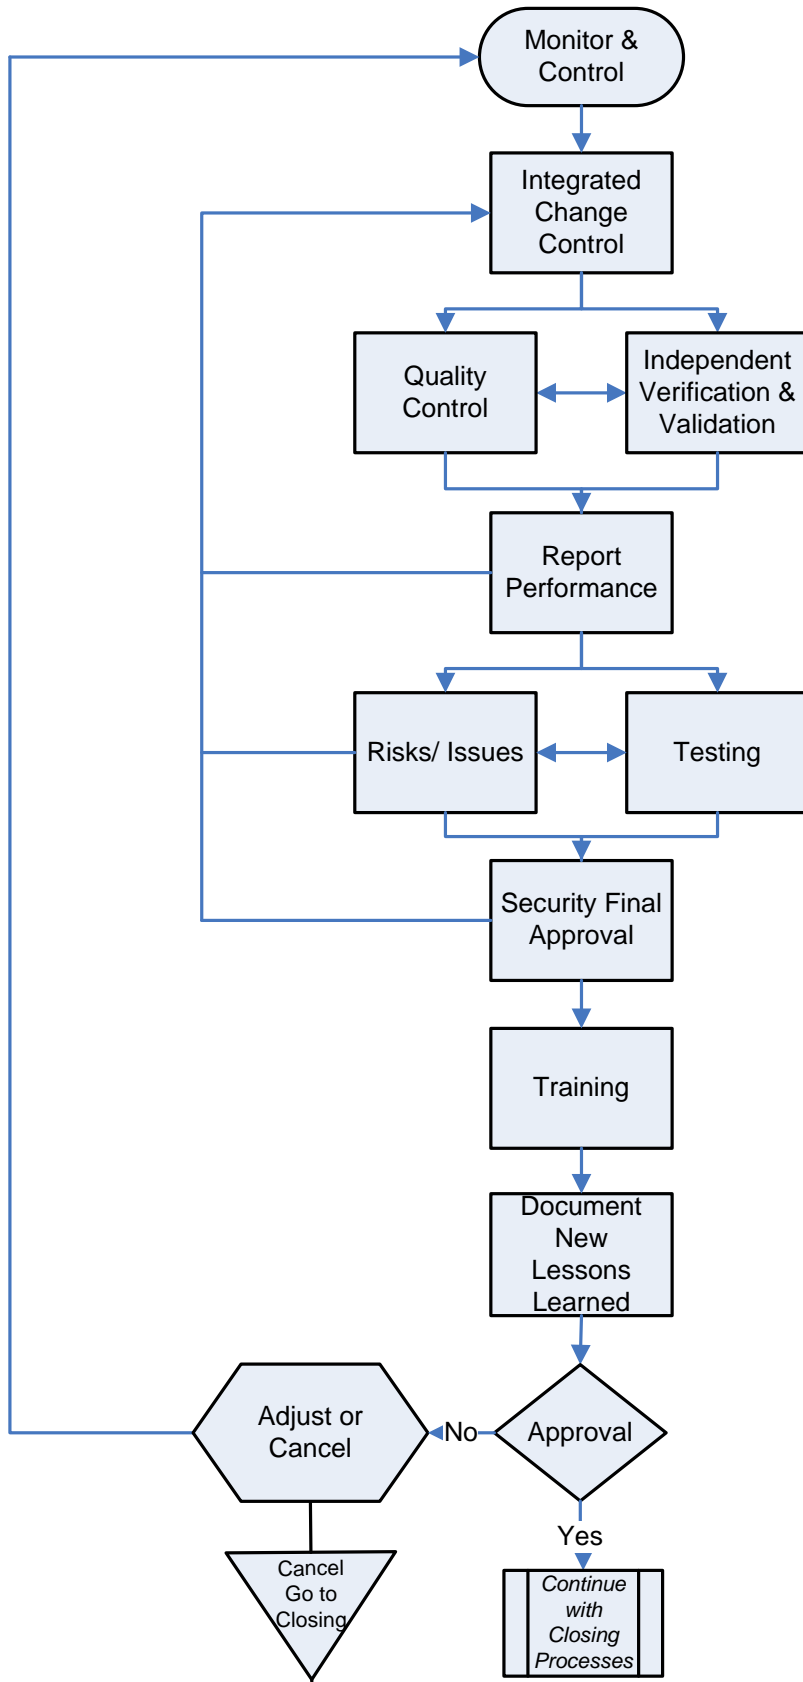 Monitor &
Control
Integrated
Change
Control
Quality
Control
Independent
Verification &
Validation
Report
Performance
Risks/ Issues
Testing
Security Final
Approval
Training
Document
New
Lessons
Learned
Adjust or
Cancel
No
Approval
Yes
Cancel
Go to
Closing
Continue
with
Closing
Processes